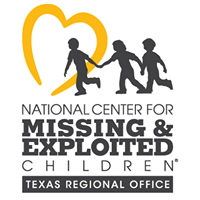 NATIONAL CENTER FOR
MISSING &
EXPLOITED
CHILDREN®
TEXAS REGIONAL OFFICE